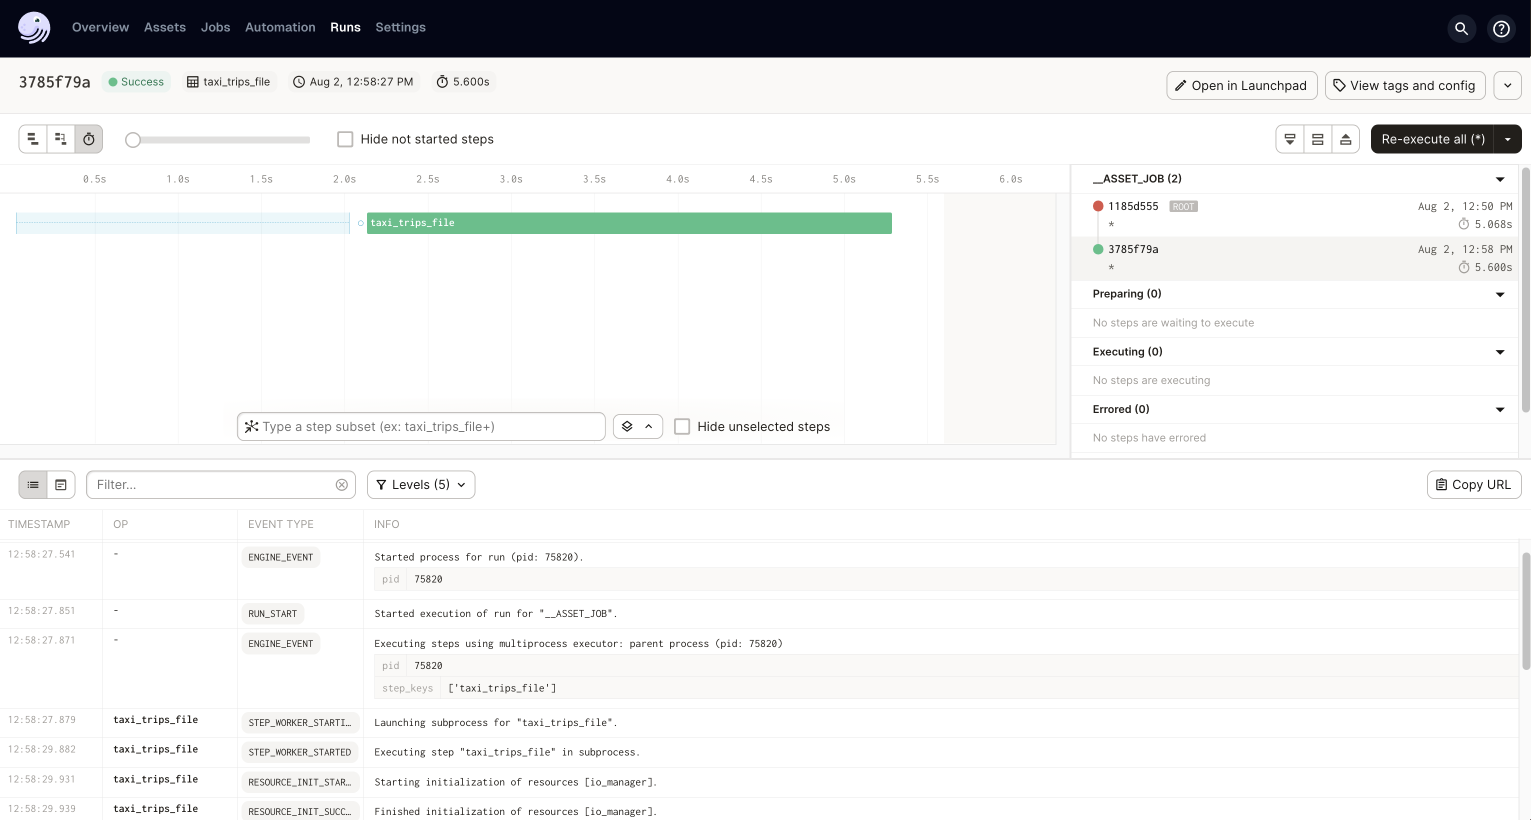 Overview Assets Jobs Automation Runs Settings
3785f79a Success taxi_trips_file Aug 2, 12:58:27 PM 5.600s Open in Launchpad View tags and config
Hide not started steps Re-execute all (*)
0.5s 1.0s 1.5s 2.0s 2.5s 3.0s 3.5s 4.0s 4.5s 5.0s 5.5s 6.0s
taxi_trips_file
Type a step subset (ex: taxi_trips_file+) Hide unselected steps
__ASSET_JOB (2)
1185d555 ROOT Aug 2, 12:50 PM
* 5.068s
3785f79a Aug 2, 12:58 PM
* 5.600s
Preparing (0)
No steps are waiting to execute
Executing (0)
No steps are executing
Errored (0)
No steps have errored
Filter... Levels (5) Copy URL
TIMESTAMP OP EVENT TYPE INFO
12:58:27.541 - ENGINE_EVENT Started process for run (pid: 75820).
pid 75820
12:58:27.851 - RUN_START Started execution of run for "__ASSET_JOB".
12:58:27.871 - ENGINE_EVENT Executing steps using multiprocess executor: parent process (pid: 75820)
pid 75820
step_keys ['taxi_trips_file']
12:58:27.879 taxi_trips_file STEP_WORKER_STARTI… Launching subprocess for "taxi_trips_file".
12:58:29.882 taxi_trips_file STEP_WORKER_STARTED Executing step "taxi_trips_file" in subprocess.
12:58:29.931 taxi_trips_file RESOURCE_INIT_STAR… Starting initialization of resources [io_manager].
12:58:29.939 taxi_trips_file RESOURCE_INIT_SUCC… Finished initialization of resources [io_manager].